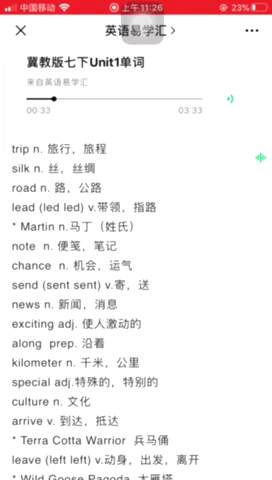 中国移动 上午11:26 23%
英语易学汇
冀教版七下Unit1单词
来自英语易学汇
00:33 03:33
trip n. 旅行，旅程
silk n. 丝，丝绸
road n. 路，公路
lead (led led) v.带领，指路
* Martin n.马丁（姓氏）
note n. 便笺，笔记
chance n. 机会，运气
send (sent sent) v.寄，送
news n. 新闻，消息
exciting adj. 使人激动的
along prep. 沿着
kilometer n. 千米，公里
special adj.特殊的，特别的
culture n. 文化
arrive v. 到达，抵达
* Terra Cotta Warrior 兵马俑
leave (left left) v.动身，出发，离开
* Wild Goose Pagoda 大雁塔